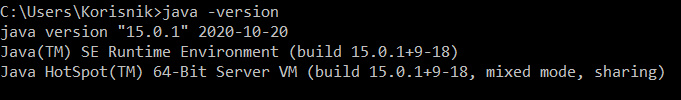 C:\Users\Korisnik>java -version
java version "15.0.1" 2020-10-20
Java(TM) SE Runtime Environment (build 15.0.1+9-18)
Java HotSpot(TM) 64-Bit Server VM (build 15.0.1+9-18, mixed mode, sharing)